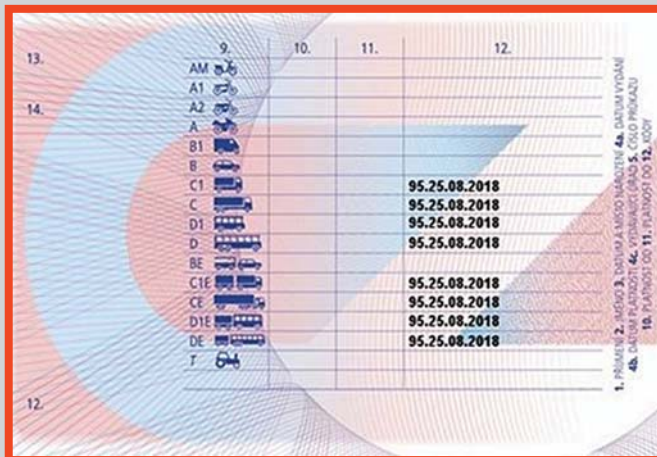 9. 10. 11. 12.
13.
14.
AM
A1
A2
A
B1
B
C1 95.25.08.2018
C 95.25.08.2018
D1 95.25.08.2018
D 95.25.08.2018
BE
C1E 95.25.08.2018
CE 95.25.08.2018
D1E 95.25.08.2018
DE 95.25.08.2018
T
12.
1. PŘÍJMENÍ 2. JMÉNO 3. DATUM A MÍSTO NAROZENÍ 4a. DATUM VYDÁNÍ
4b. DATUM PLATNOSTI 4c. VYDÁVAJÍCÍ ÚŘAD 5. ČÍSLO PRŮKAZU
10. PLATNOST OD 11. PLATNOST DO 12. KÓDY